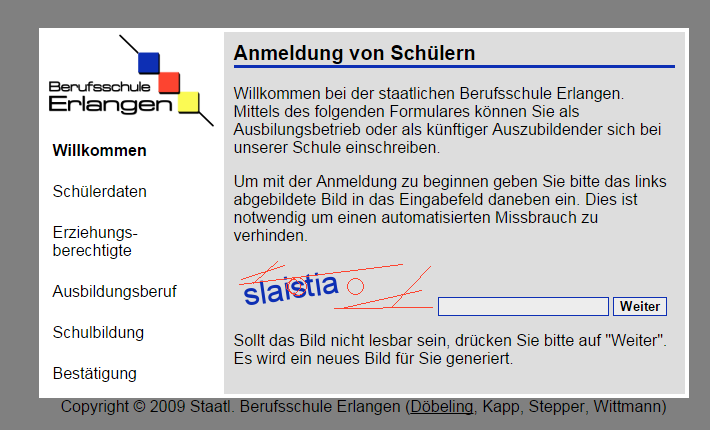 Berufsschule
Erlangen
Willkommen
Schülerdaten
Erziehungs-
berechtigte
Ausbildungsberuf
Schulbildung
Bestätigung
Anmeldung von Schülern
Willkommen bei der staatlichen Berufsschule Erlangen.
Mittels des folgenden Formulares können Sie als
Ausbilungsbetrieb oder als künftiger Auszubildender sich bei
unserer Schule einschreiben.
Um mit der Anmeldung zu beginnen geben Sie bitte das links
abgebildete Bild in das Eingabefeld daneben ein. Dies ist
notwendig um einen automatisierten Missbrauch zu
verhinden.
slaistia
Weiter
Sollt das Bild nicht lesbar sein, drücken Sie bitte auf "Weiter".
Es wird ein neues Bild für Sie generiert.
Copyright © 2009 Staatl. Berufsschule Erlangen (Döbeling, Kapp, Stepper, Wittmann)